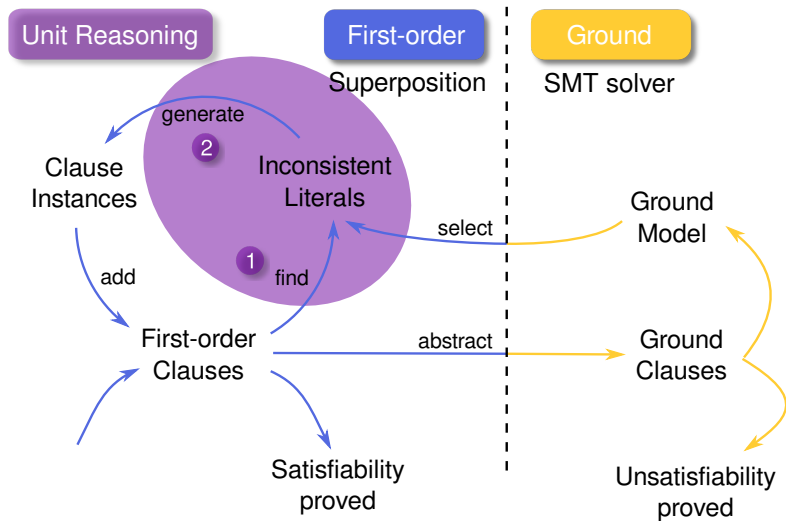 Unit Reasoning
First-order
Ground
Superposition
SMT solver
generate
2
Clause
Instances
Inconsistent
Literals
select
Ground
Model
1
add
find
First-order
Clauses
abstract
Ground
Clauses
Satisfiability
proved
Unsatisfiability
proved